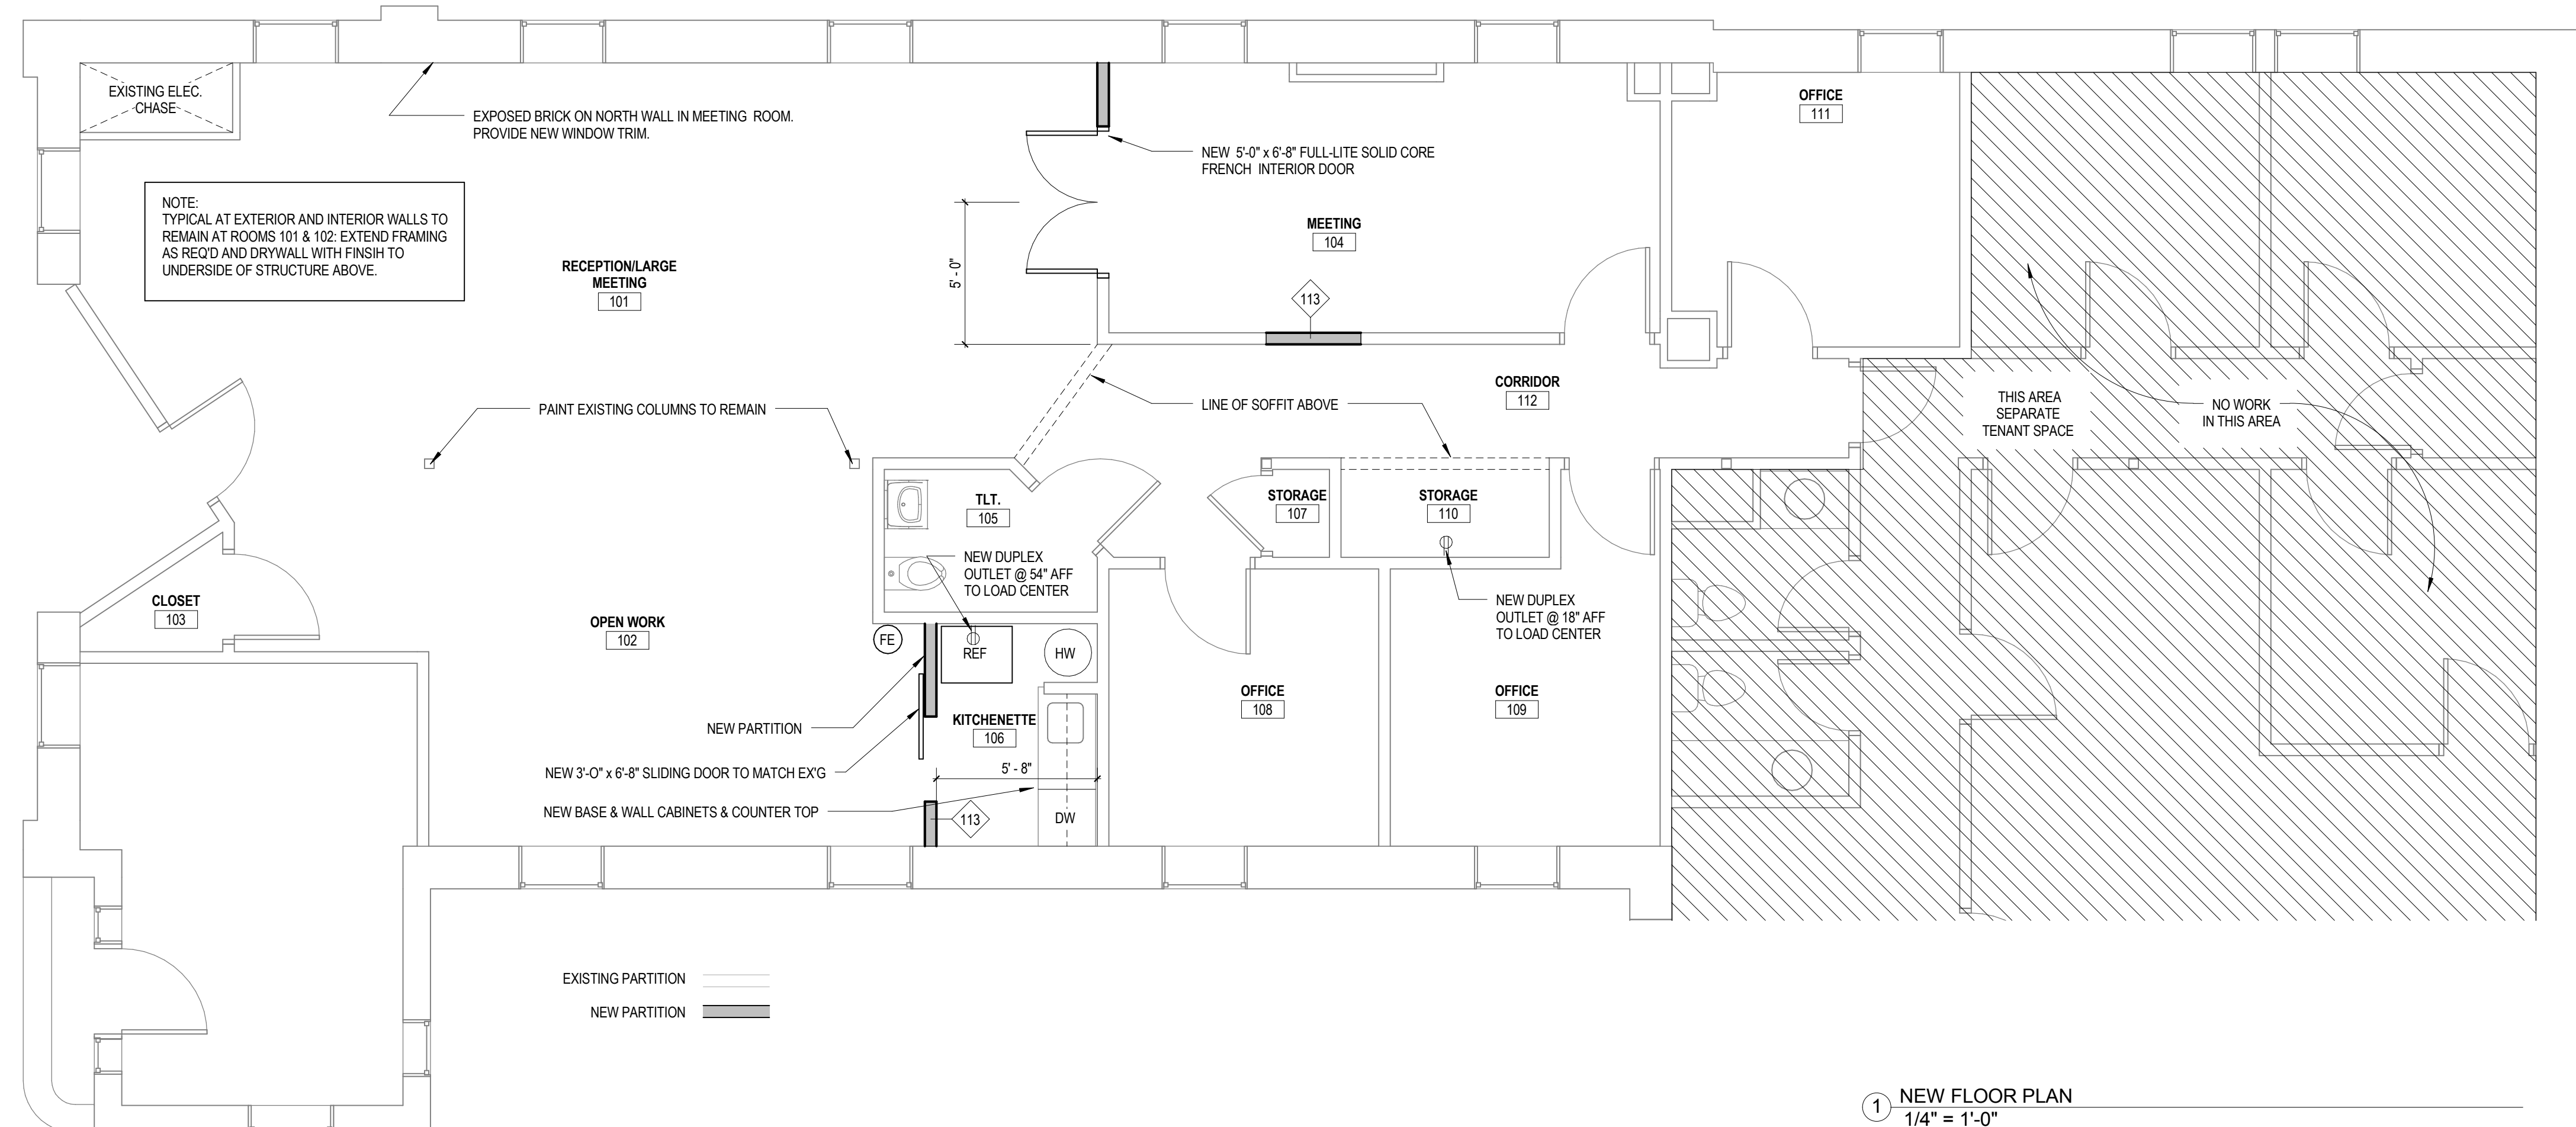 EXISTING ELEC.
CHASE
EXPOSED BRICK ON NORTH WALL IN MEETING ROOM.
PROVIDE NEW WINDOW TRIM.
NEW 5'-0" x 6'-8" FULL-LITE SOLID CORE
FRENCH INTERIOR DOOR
OFFICE
111
NOTE:
TYPICAL AT EXTERIOR AND INTERIOR WALLS TO
REMAIN AT ROOMS 101 & 102: EXTEND FRAMING
AS REQ'D AND DRYWALL WITH FINSIH TO
UNDERSIDE OF STRUCTURE ABOVE.
RECEPTION/LARGE
MEETING
101
5' - 0"
MEETING
104
113
PAINT EXISTING COLUMNS TO REMAIN
LINE OF SOFFIT ABOVE
CORRIDOR
112
THIS AREA
SEPARATE
TENANT SPACE
NO WORK
IN THIS AREA
TLT.
105
STORAGE
107
STORAGE
110
NEW DUPLEX
OUTLET @ 54" AFF
TO LOAD CENTER
NEW DUPLEX
OUTLET @ 18" AFF
TO LOAD CENTER
CLOSET
103
OPEN WORK
102
FE
REF
HW
OFFICE
108
OFFICE
109
NEW PARTITION
KITCHENETTE
106
NEW 3'-O" x 6'-8" SLIDING DOOR TO MATCH EX'G
5' - 8"
NEW BASE & WALL CABINETS & COUNTER TOP
113
DW
EXISTING PARTITION
NEW PARTITION
1
NEW FLOOR PLAN
1/4" = 1'-0"